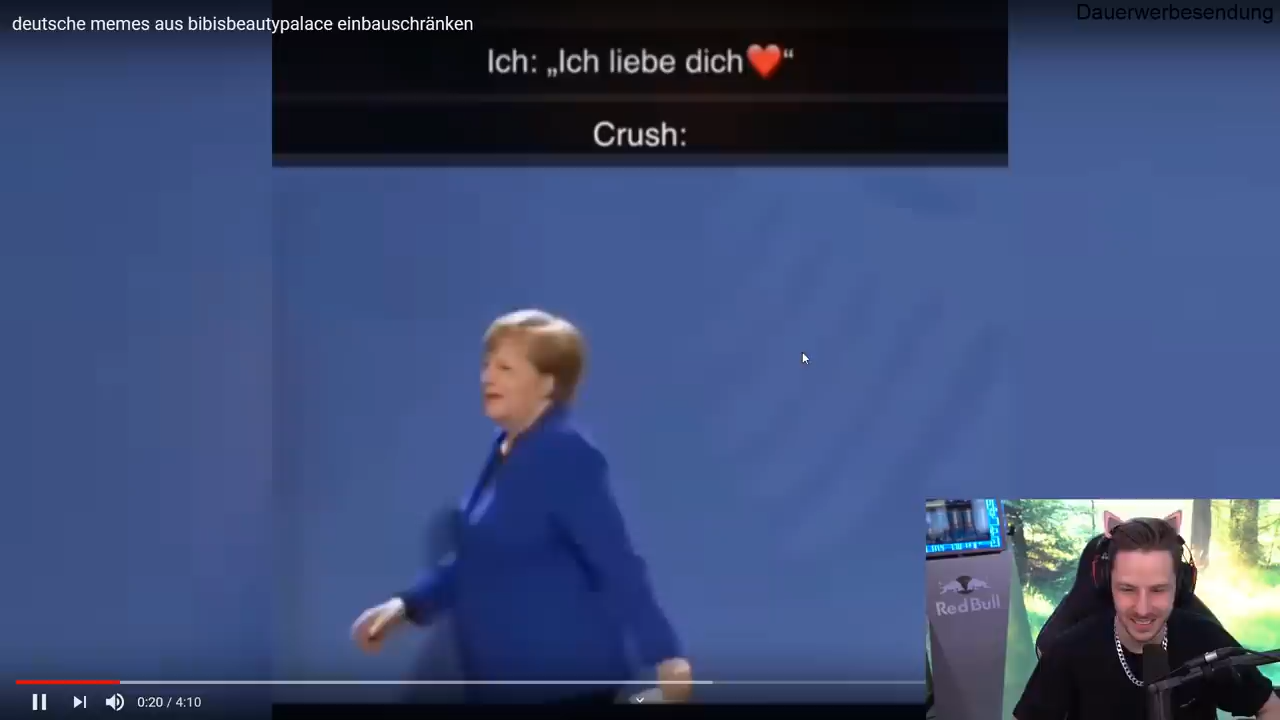 deutsche memes aus bibisbeautypalace einbauschränken
Dauerwerbesendung
Ich: „Ich liebe dich❤️“
Crush:
RedBull
0:20 / 4:10